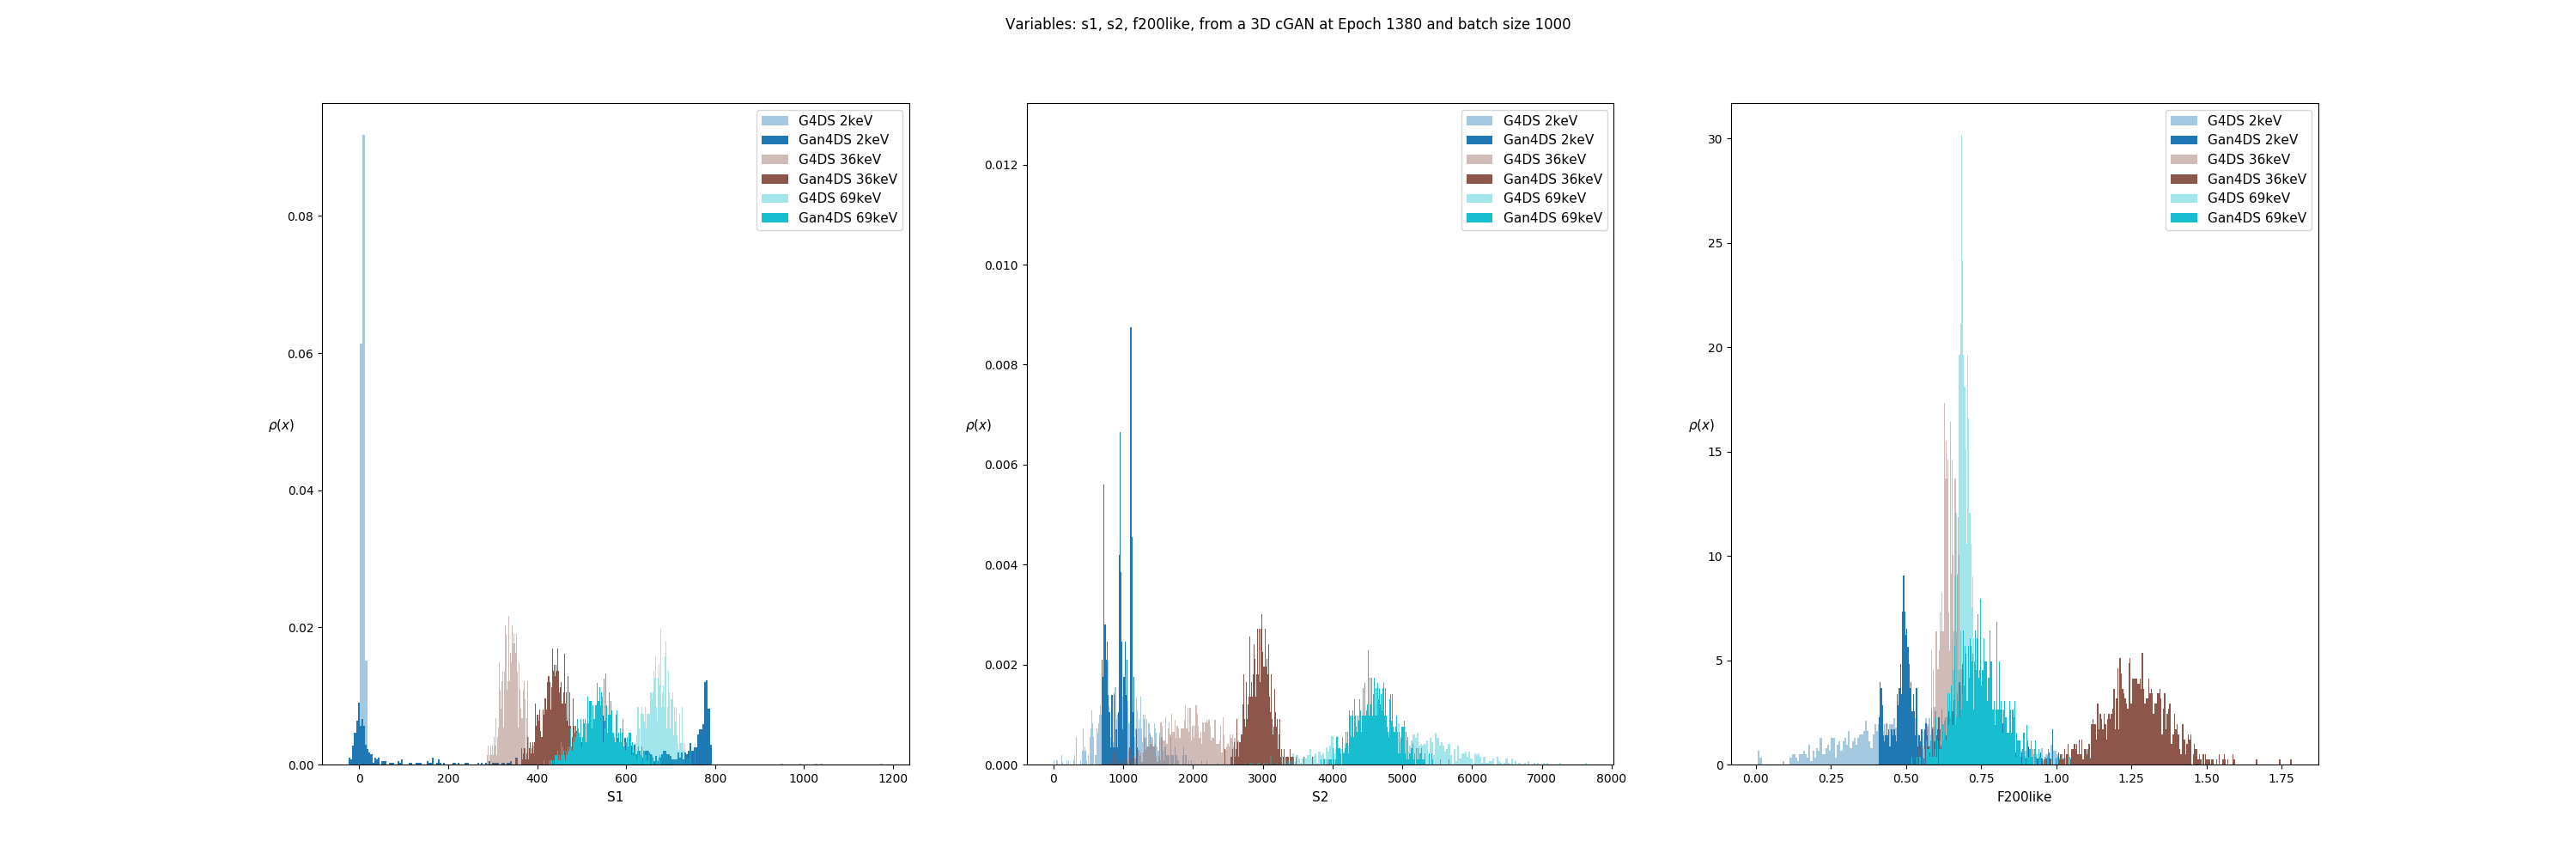 Variables: s1, s2, f200like, from a 3D cGAN at Epoch 1380 and batch size 1000
G4DS 2keV
Gan4DS 2keV
G4DS 36keV
Gan4DS 36keV
G4DS 69keV
Gan4DS 69keV
0.08
0.06
0.04
0.02
0.00
ρ(x)
0 200 400 600 800 1000 1200
S1
G4DS 2keV
Gan4DS 2keV
G4DS 36keV
Gan4DS 36keV
G4DS 69keV
Gan4DS 69keV
0.012
0.010
0.008
0.006
0.004
0.002
0.000
ρ(x)
0 1000 2000 3000 4000 5000 6000 7000 8000
S2
G4DS 2keV
Gan4DS 2keV
G4DS 36keV
Gan4DS 36keV
G4DS 69keV
Gan4DS 69keV
30
25
20
15
10
5
0
ρ(x)
0.00 0.25 0.50 0.75 1.00 1.25 1.50 1.75
F200like